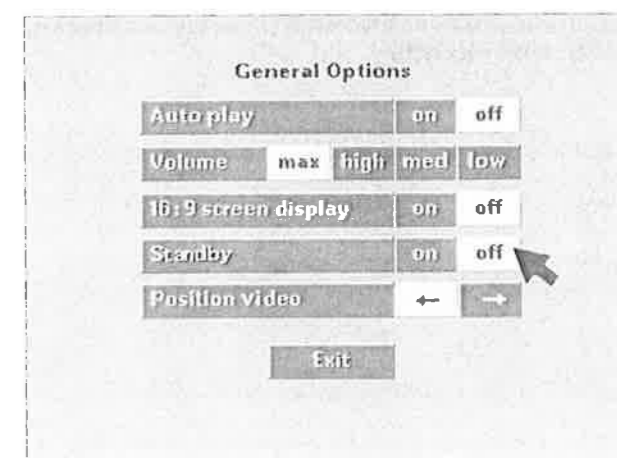 General Options
Auto play on off
Volume max high med low
16:9 screen display on off
Standby on off
Position video ← →
Exit